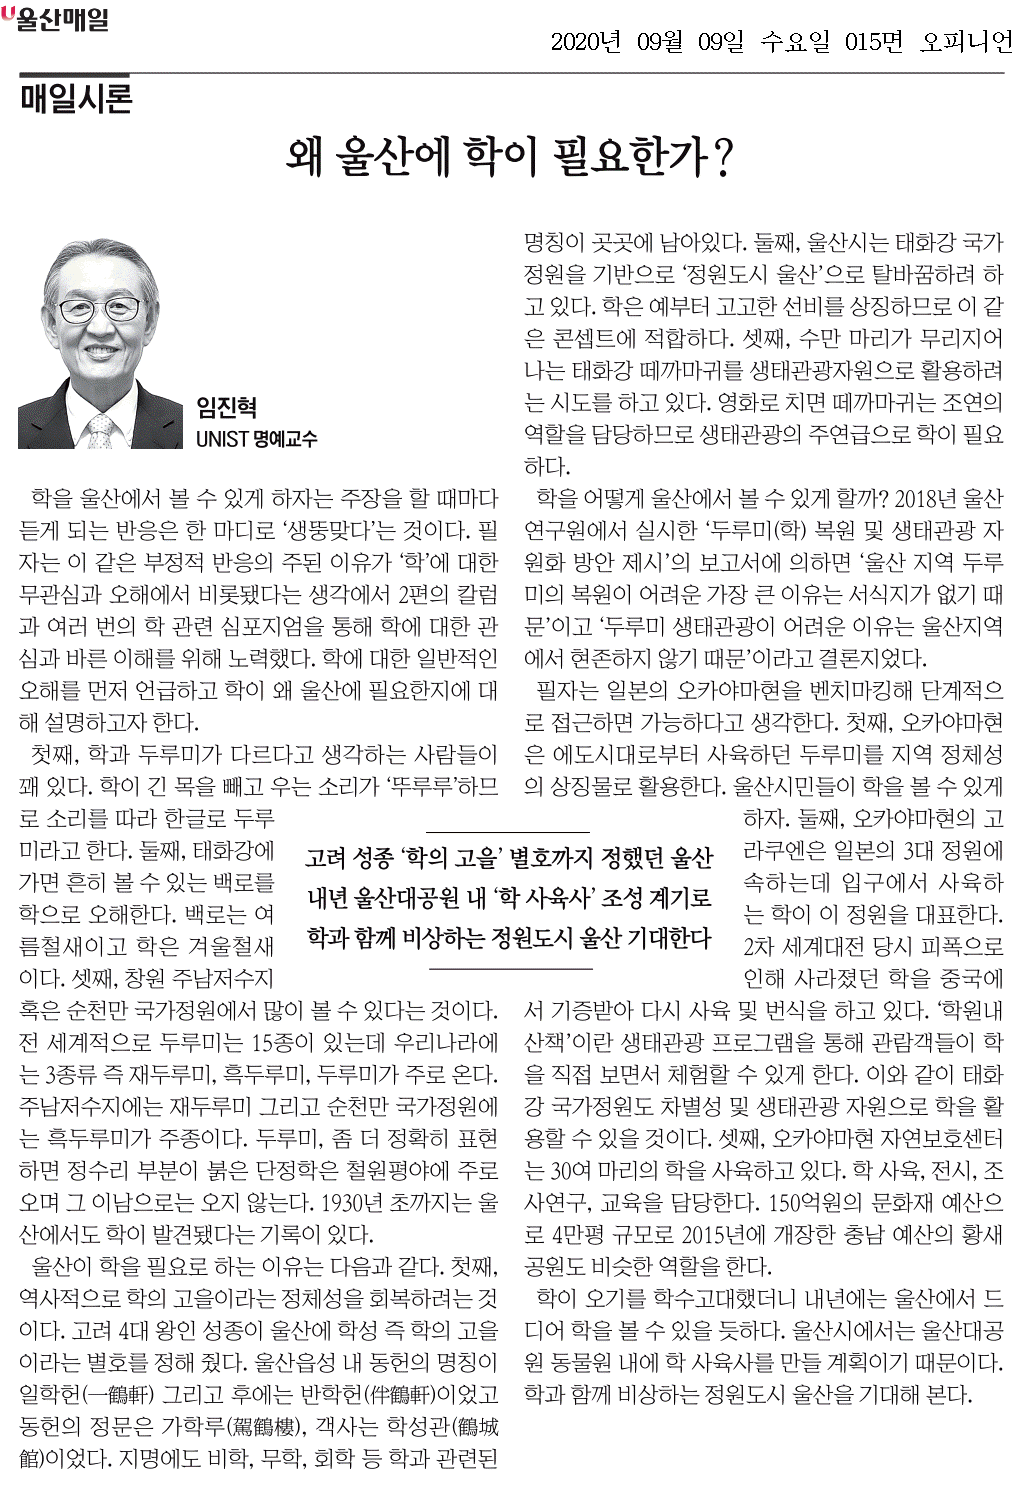 울산매일
2020년 09월 09일 수요일 015면 오피니언
매일시론
왜 울산에 학이 필요한가?
임진혁
UNIST 명예교수
학을 울산에서 볼 수 있게 하자는 주장을 할 때마다
듣게 되는 반응은 한 마디로 ‘생뚱맞다’는 것이다. 필
자는 이 같은 부정적 반응의 주된 이유가 ‘학’에 대한
무관심과 오해에서 비롯됐다는 생각에서 2편의 칼럼
과 여러 번의 학 관련 심포지엄을 통해 학에 대한 관
심과 바른 이해를 위해 노력했다. 학에 대한 일반적인
오해를 먼저 언급하고 학이 왜 울산에 필요한지에 대
해 설명하고자 한다.
첫째, 학과 두루미가 다르다고 생각하는 사람들이
꽤 있다. 학이 긴 목을 빼고 우는 소리가 ‘뚜루루’하므
로 소리를 따라 한글로 두루
미라고 한다. 둘째, 태화강에
가면 흔히 볼 수 있는 백로를
학으로 오해한다. 백로는 여
름철새이고 학은 겨울철새
이다. 셋째, 창원 주남저수지
혹은 순천만 국가정원에서 많이 볼 수 있다는 것이다.
전 세계적으로 두루미는 15종이 있는데 우리나라에
는 3종류 즉 재두루미, 흑두루미, 두루미가 주로 온다.
주남저수지에는 재두루미 그리고 순천만 국가정원에
는 흑두루미가 주종이다. 두루미, 좀 더 정확히 표현
하면 정수리 부분이 붉은 단정학은 철원평야에 주로
오며 그 이남으로는 오지 않는다. 1930년 초까지는 울
산에서도 학이 발견됐다는 기록이 있다.
울산이 학을 필요로 하는 이유는 다음과 같다. 첫째,
역사적으로 학의 고을이라는 정체성을 회복하려는 것
이다. 고려 4대 왕인 성종이 울산에 학성 즉 학의 고을
이라는 별호를 정해 줬다. 울산읍성 내 동헌의 명칭이
일학헌(一鶴軒) 그리고 후에는 반학헌(伴鶴軒)이었고
동헌의 정문은 가학루(駕鶴樓), 객사는 학성관(鶴城
館)이었다. 지명에도 비학, 무학, 회학 등 학과 관련된
고려 성종 ‘학의 고을’ 별호까지 정했던 울산
내년 울산대공원 내 ‘학 사육사’ 조성 계기로
학과 함께 비상하는 정원도시 울산 기대한다
명칭이 곳곳에 남아있다. 둘째, 울산시는 태화강 국가
정원을 기반으로 ‘정원도시 울산’으로 탈바꿈하려 하
고 있다. 학은 예부터 고고한 선비를 상징하므로 이 같
은 콘셉트에 적합하다. 셋째, 수만 마리가 무리지어
나는 태화강 떼까마귀를 생태관광자원으로 활용하려
는 시도를 하고 있다. 영화로 치면 떼까마귀는 조연의
역할을 담당하므로 생태관광의 주연급으로 학이 필요
하다.
학을 어떻게 울산에서 볼 수 있게 할까? 2018년 울산
연구원에서 실시한 ‘두루미(학) 복원 및 생태관광 자
원화 방안 제시’의 보고서에 의하면 ‘울산 지역 두루
미의 복원이 어려운 가장 큰 이유는 서식지가 없기 때
문’이고 ‘두루미 생태관광이 어려운 이유는 울산지역
에서 현존하지 않기 때문’이라고 결론지었다.
필자는 일본의 오카야마현을 벤치마킹해 단계적으
로 접근하면 가능하다고 생각한다. 첫째, 오카야마현
은 에도시대로부터 사육하던 두루미를 지역 정체성
의 상징물로 활용한다. 울산시민들이 학을 볼 수 있게
하자. 둘째, 오카야마현의 고
라쿠엔은 일본의 3대 정원에
속하는데 입구에서 사육하
는 학이 이 정원을 대표한다.
2차 세계대전 당시 피폭으로
인해 사라졌던 학을 중국에
서 기증받아 다시 사육 및 번식을 하고 있다. ‘학원내
산책’이란 생태관광 프로그램을 통해 관람객들이 학
을 직접 보면서 체험할 수 있게 한다. 이와 같이 태화
강 국가정원도 차별성 및 생태관광 자원으로 학을 활
용할 수 있을 것이다. 셋째, 오카야마현 자연보호센터
는 30여 마리의 학을 사육하고 있다. 학 사육, 전시, 조
사연구, 교육을 담당한다. 150억원의 문화재 예산으
로 4만평 규모로 2015년에 개장한 충남 예산의 황새
공원도 비슷한 역할을 한다.
학이 오기를 학수고대했더니 내년에는 울산에서 드
디어 학을 볼 수 있을 듯하다. 울산시에서는 울산대공
원 동물원 내에 학 사육사를 만들 계획이기 때문이다.
학과 함께 비상하는 정원도시 울산을 기대해 본다.